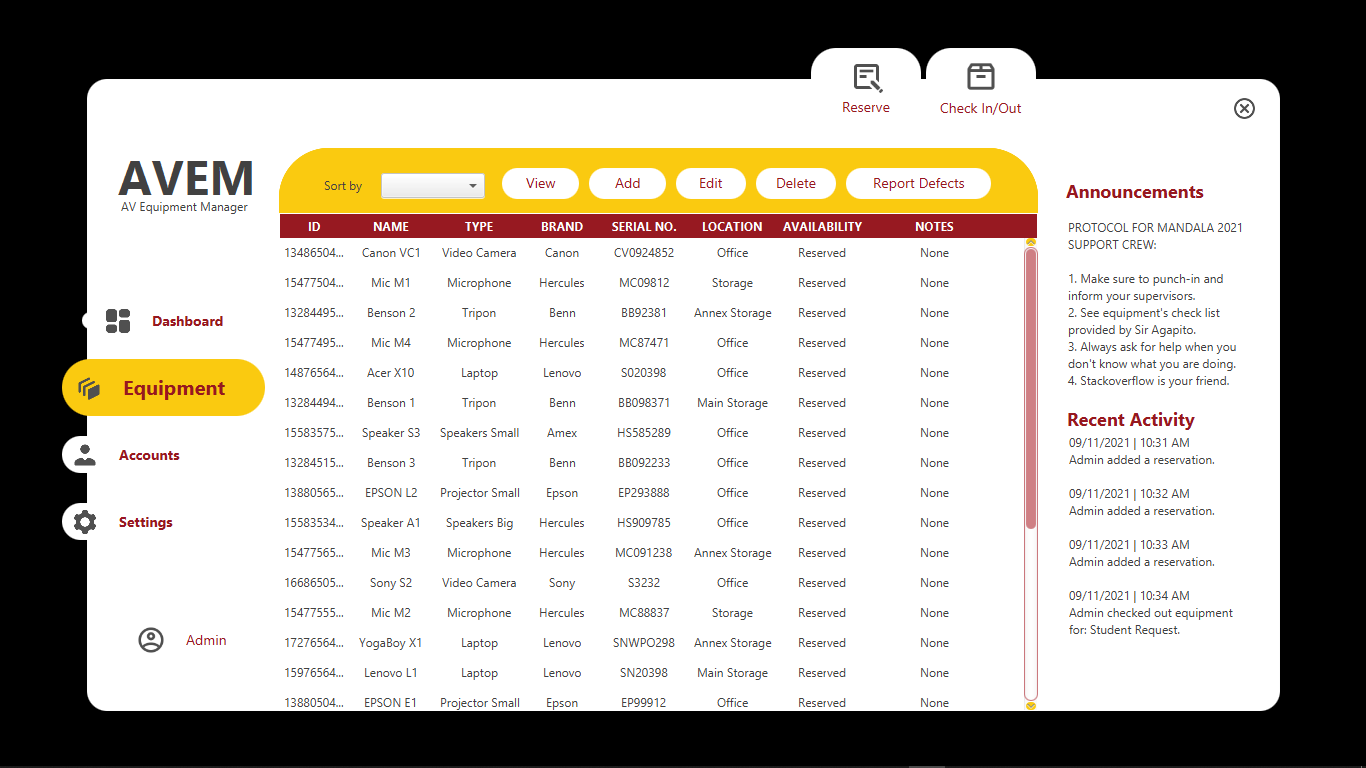 Reserve
Check In/Out
AVEM
AV Equipment Manager
Dashboard
Equipment
Accounts
Settings
Admin
Sort by
View
Add
Edit
Delete
Report Defects
ID NAME TYPE BRAND SERIAL NO. LOCATION AVAILABILITY NOTES
13486504... Canon VC1 Video Camera Canon CV0924852 Office Reserved None
15477504... Mic M1 Microphone Hercules MC09812 Storage Reserved None
13284495... Benson 2 Tripon Benn BB92381 Annex Storage Reserved None
15477495... Mic M4 Microphone Hercules MC87471 Office Reserved None
14876564... Acer X10 Laptop Lenovo S020398 Office Reserved None
13284494... Benson 1 Tripon Benn BB098371 Main Storage Reserved None
15583575... Speaker S3 Speakers Small Amex HS585289 Office Reserved None
13284515... Benson 3 Tripon Benn BB092233 Office Reserved None
13880565... EPSON L2 Projector Small Epson EP293888 Office Reserved None
15583534... Speaker A1 Speakers Big Hercules HS909785 Office Reserved None
15477565... Mic M3 Microphone Hercules MC091238 Annex Storage Reserved None
16686505... Sony S2 Video Camera Sony S3232 Office Reserved None
15477555... Mic M2 Microphone Hercules MC88837 Storage Reserved None
17276564... YogaBoy X1 Laptop Lenovo SNWPO298 Annex Storage Reserved None
15976564... Lenovo L1 Laptop Lenovo SN20398 Main Storage Reserved None
13880504... EPSON E1 Projector Small Epson EP99912 Office Reserved None
Announcements
PROTOCOL FOR MANDALA 2021
SUPPORT CREW:
1. Make sure to punch-in and
inform your supervisors.
2. See equipment's check list
provided by Sir Agapito.
3. Always ask for help when you
don't know what you are doing.
4. Stackoverflow is your friend.
Recent Activity
09/11/2021 | 10:31 AM
Admin added a reservation.
09/11/2021 | 10:32 AM
Admin added a reservation.
09/11/2021 | 10:33 AM
Admin added a reservation.
09/11/2021 | 10:34 AM
Admin checked out equipment
for: Student Request.